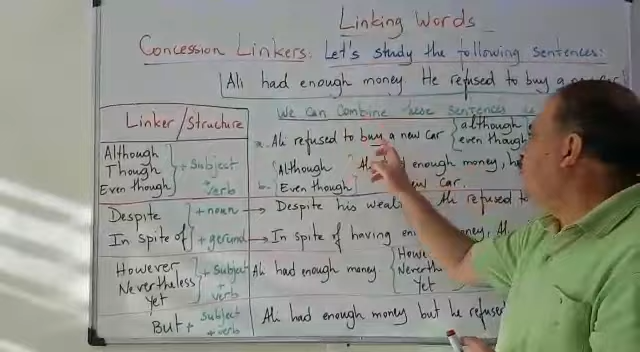 Linking Words
Concession Linkers: Let's study the following sentences:
Ali had enough money He refused to buy a
We can Combine these sentences
Linker/Structure
Although
Though
Even though
+ Subject
+
verb
a. Ali refused to buy a new car
although
even though
b.
Although
Even though
enough money,
new car.
Despite
In spite of
+ noun
+ gerund
Despite his Ali refused to
In spite of having
However
Nevertheless
Yet
+ Subject
+
verb
Ali had enough money
Yet
But + Subject
+ verb
Ali had enough money but he refused